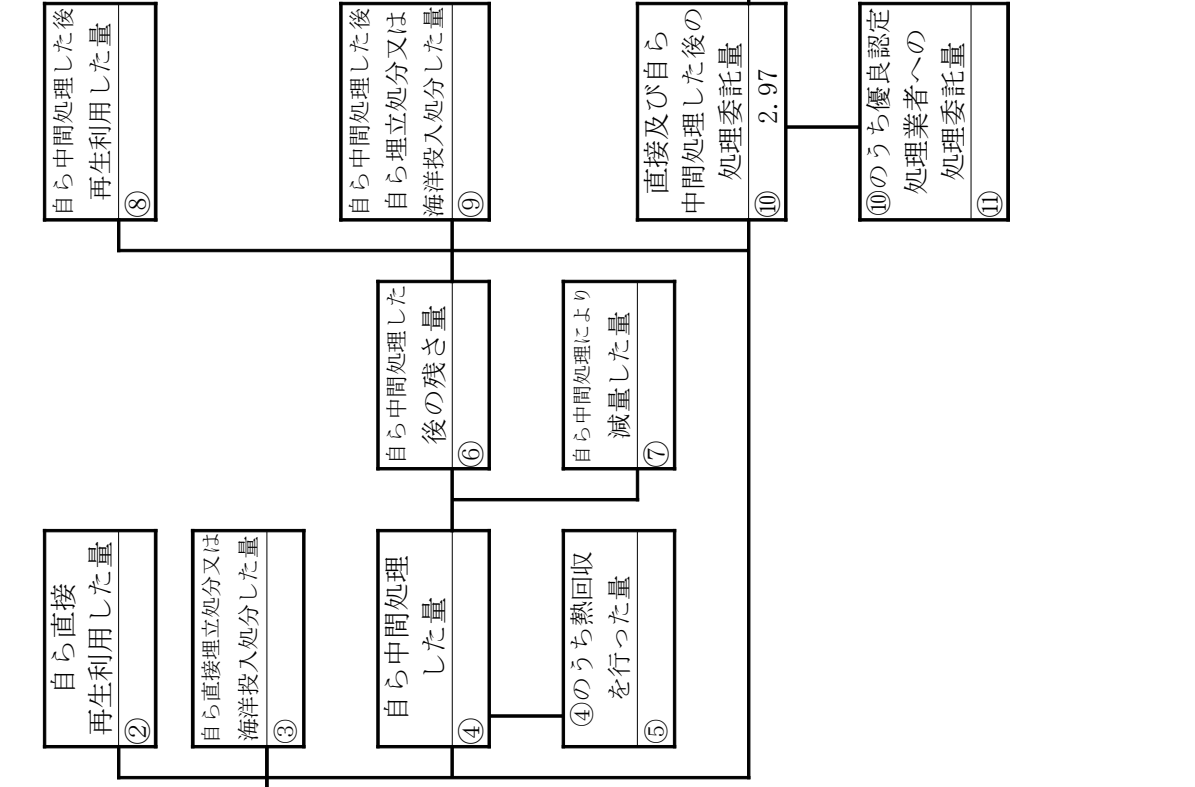 自ら直接
再生利用した量
②
自ら直接埋立処分又は
海洋投入処分した量
③
自ら中間処理
した量
④
④のうち熱回収
を行った量
⑤
自ら中間処理した
後の残さ量
⑥
自ら中間処理により
減量した量
⑦
自ら中間処理した後
再生利用した量
⑧
自ら中間処理した後
自ら埋立処分又は
海洋投入処分した量
⑨
直接及び自ら
中間処理した後の
処理委託量
⑩ 2.97
⑩のうち優良認定
処理業者への
処理委託量
⑪